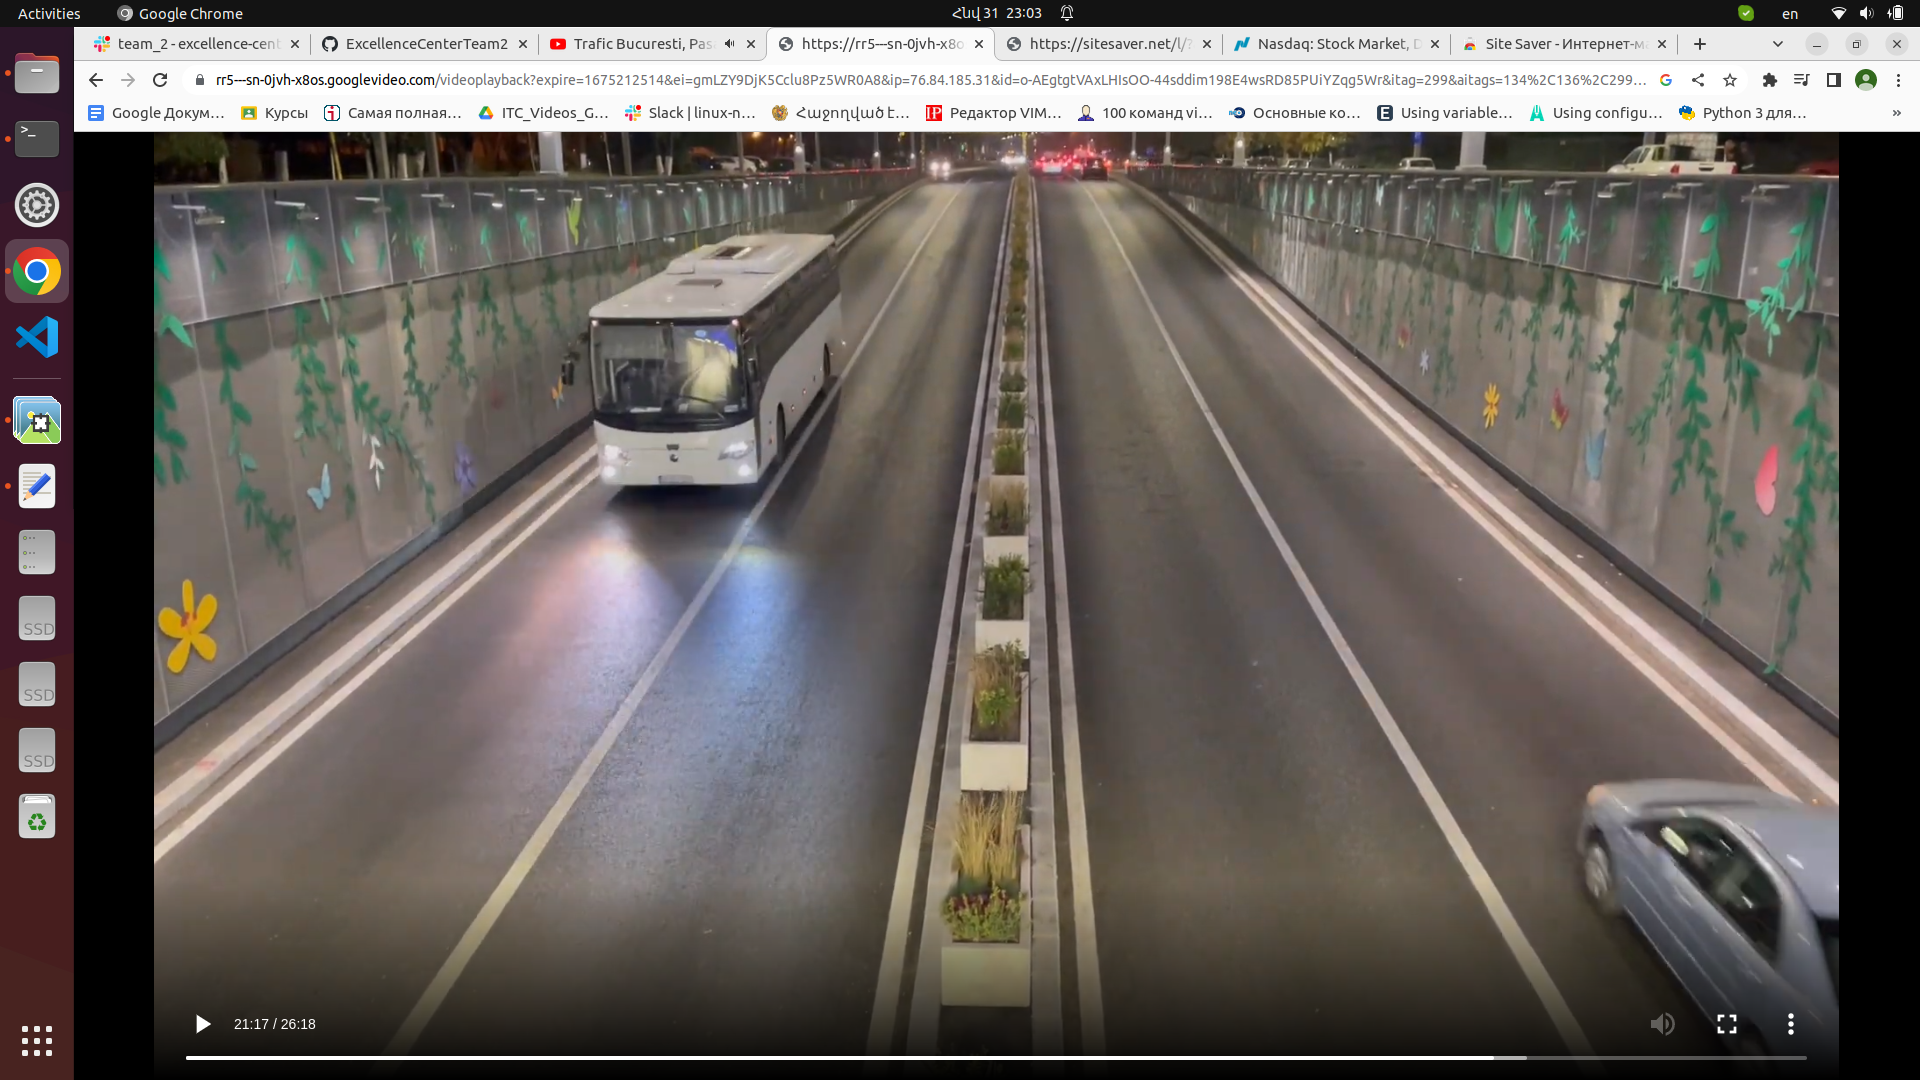 Activities
Google Chrome
Հնվ 31 23:03
en
team_2 - excellence-cent
ExcellenceCenterTeam2
Trafic Bucuresti, Pas
https://rr5---sn-0jvh-x8o
https://sitesaver.net/l/?
Nasdaq: Stock Market, D
Site Saver - Интернет-м
rr5---sn-0jvh-x8os.googlevideo.com/videoplayback?expire=1675212514&ei=gmLZY9DjK5Cclu8Pz5WR0A8&ip=76.84.185.31&id=o-AEgtgtVAxLHIsOO-44sddim198E4wsRD85PUiYZqg5Wr&itag=299&aitags=134%2C136%2C299...
Google Докум...
Курсы
Самая полная...
ITC_Videos_G...
Slack | linux-n...
Հաջողված է...
Редактор VIM...
100 команд vi...
Основные ко...
Using variable...
Using configu...
Python 3 для...
»
>_
SSD
SSD
SSD
21:17 / 26:18